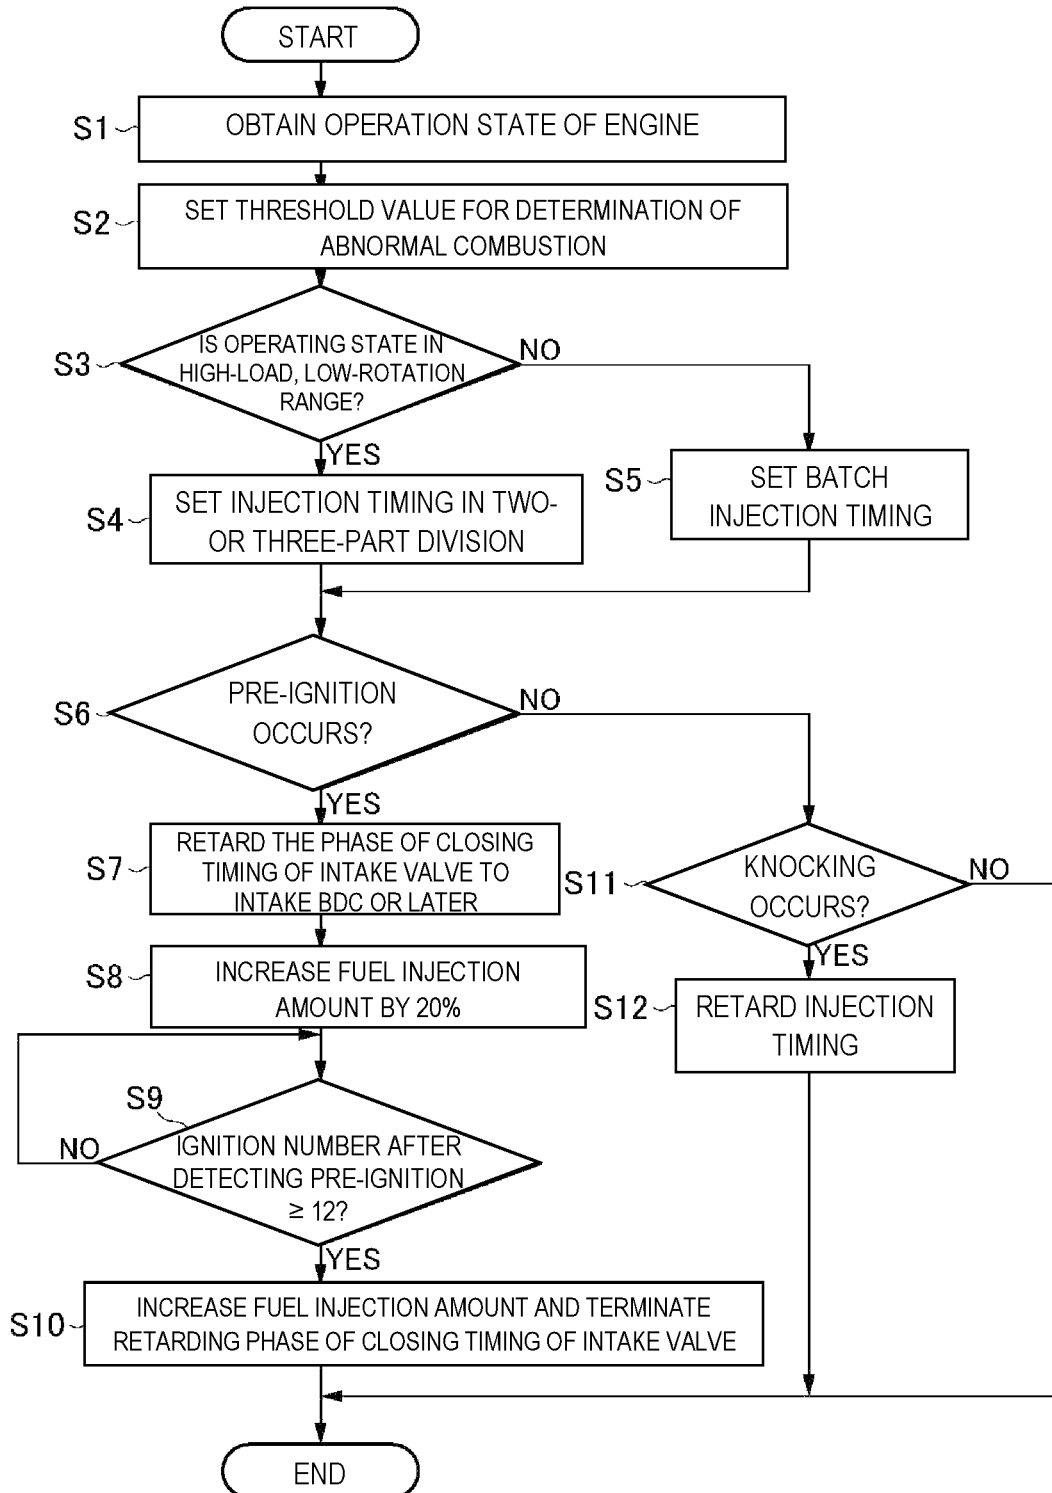 START
S1
OBTAIN OPERATION STATE OF ENGINE
S2
SET THRESHOLD VALUE FOR DETERMINATION OF
ABNORMAL COMBUSTION
S3
IS OPERATING STATE IN
HIGH-LOAD, LOW-ROTATION
RANGE?
NO
YES
S4
SET INJECTION TIMING IN TWO-
OR THREE-PART DIVISION
S5
SET BATCH
INJECTION TIMING
S6
PRE-IGNITION
OCCURS?
NO
YES
S7
RETARD THE PHASE OF CLOSING
TIMING OF INTAKE VALVE TO
INTAKE BDC OR LATER
S11
KNOCKING
OCCURS?
NO
YES
S8
INCREASE FUEL INJECTION
AMOUNT BY 20%
S12
RETARD INJECTION
TIMING
S9
IGNITION NUMBER AFTER
DETECTING PRE-IGNITION
≥ 12?
NO
YES
S10
INCREASE FUEL INJECTION AMOUNT AND TERMINATE
RETARDING PHASE OF CLOSING TIMING OF INTAKE VALVE
END